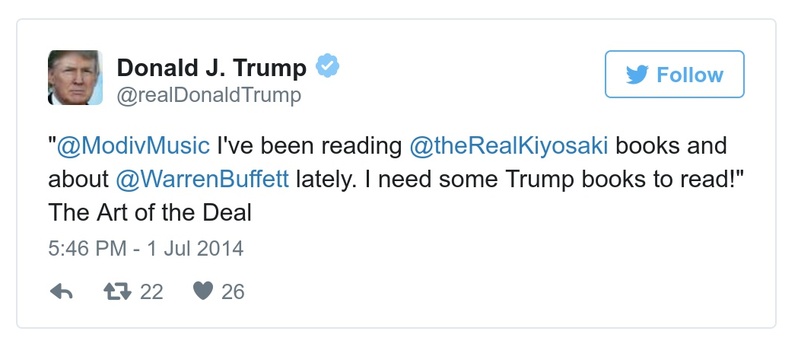 Donald J. Trump
@realDonaldTrump
Follow
"@ModivMusic I've been reading @theRealKiyosaki books and
about @WarrenBuffett lately. I need some Trump books to read!"
The Art of the Deal
5:46 PM - 1 Jul 2014
22 26